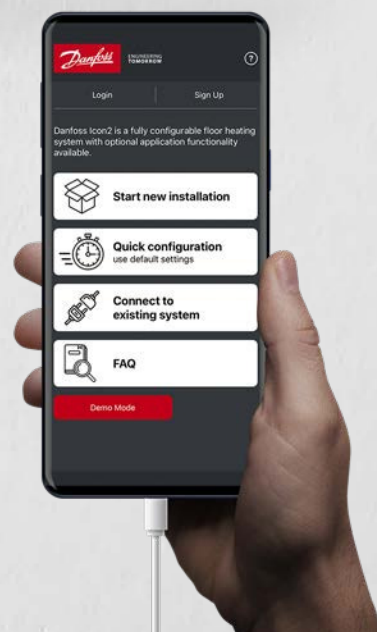 Danfoss
ENGINEERING
TOMORROW
?
Login
Sign Up
Danfoss Icon2 is a fully configurable floor heating
system with optional application functionality
available.
Start new installation
Quick configuration
use default settings
Connect to
existing system
FAQ
Demo Mode